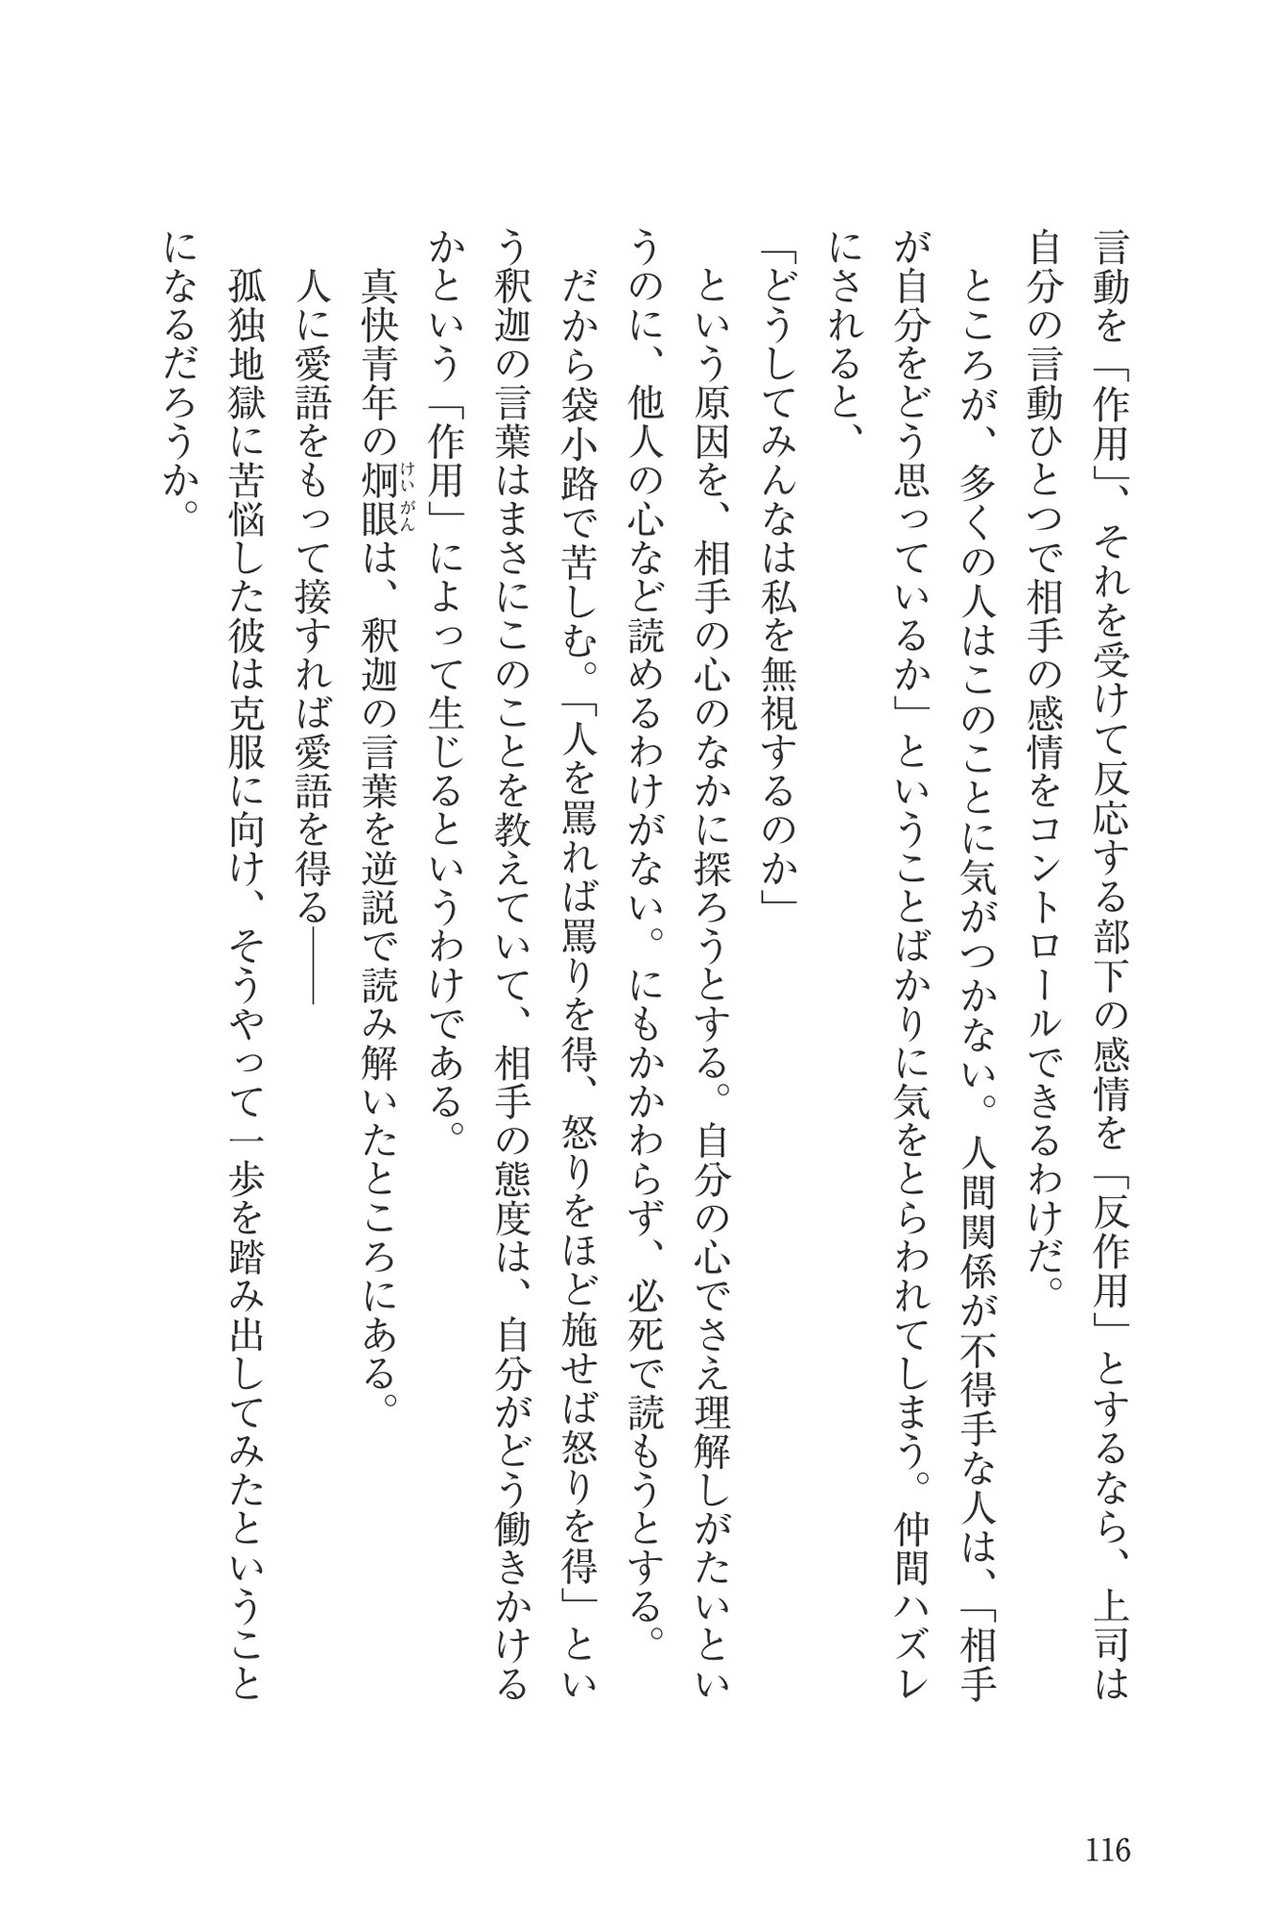 言動を「作用」、それを受けて反応する部下の感情を「反作用」とするなら、上司は
自分の言動ひとつで相手の感情をコントロールできるわけだ。
　ところが、多くの人はこのことに気がつかない。人間関係が不得手な人は、「相手
が自分をどう思っているか」ということばかりに気をとらわれてしまう。仲間ハズレ
にされると、
「どうしてみんなは私を無視するのか」
　という原因を、相手の心のなかに探ろうとする。自分の心でさえ理解しがたいとい
うのに、他人の心など読めるわけがない。にもかかわらず、必死で読もうとする。
　だから袋小路で苦しむ。「人を罵れば罵りを得、怒りをほど施せば怒りを得」とい
う釈迦の言葉はまさにこのことを教えていて、相手の態度は、自分がどう働きかける
かという「作用」によって生じるというわけである。
　真快青年の炯眼は、釈迦の言葉を逆説で読み解いたところにある。
けいがん
　人に愛語をもって接すれば愛語を得る――
　孤独地獄に苦悩した彼は克服に向け、そうやって一歩を踏み出してみたということ
になるだろうか。
116